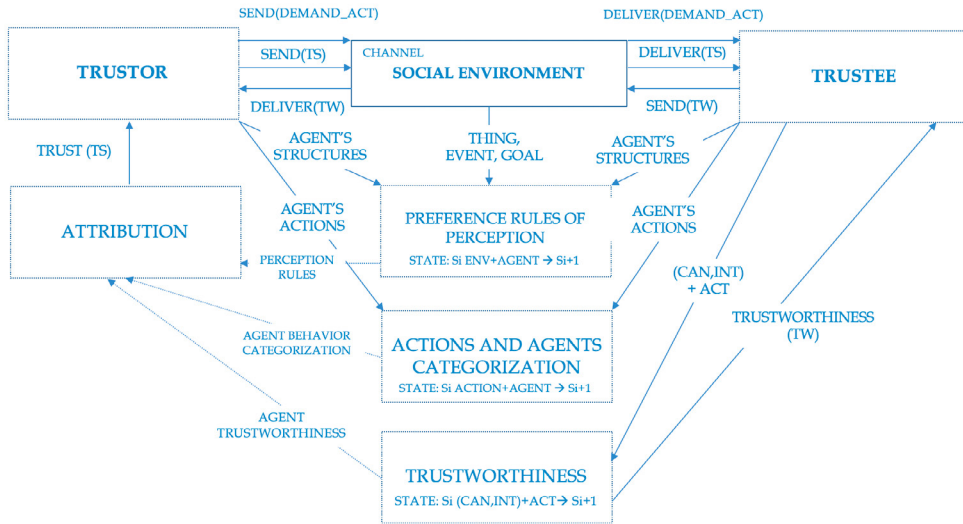 SEND(DEMAND_ACT)
DELIVER(DEMAND_ACT)
TRUSTOR
SEND(TS)
DELIVER(TW)
CHANNEL
SOCIAL ENVIRONMENT
DELIVER(TS)
SEND(TW)
TRUSTEE
TRUST (TS)
AGENT'S
STRUCTURES
THING,
EVENT, GOAL
AGENT'S
STRUCTURES
ATTRIBUTION
AGENT'S
ACTIONS
PREFERENCE RULES OF
PERCEPTION
STATE: Si ENV+AGENT → Si+1
AGENT'S
ACTIONS
PERCEPTION
RULES
(CAN,INT)
+ ACT
TRUSTWORTHINESS
(TW)
AGENT BEHAVIOR
CATEGORIZATION
ACTIONS AND AGENTS
CATEGORIZATION
STATE: Si ACTION+AGENT → Si+1
AGENT
TRUSTWORTHINESS
TRUSTWORTHINESS
STATE: Si (CAN,INT)+ACT→ Si+1